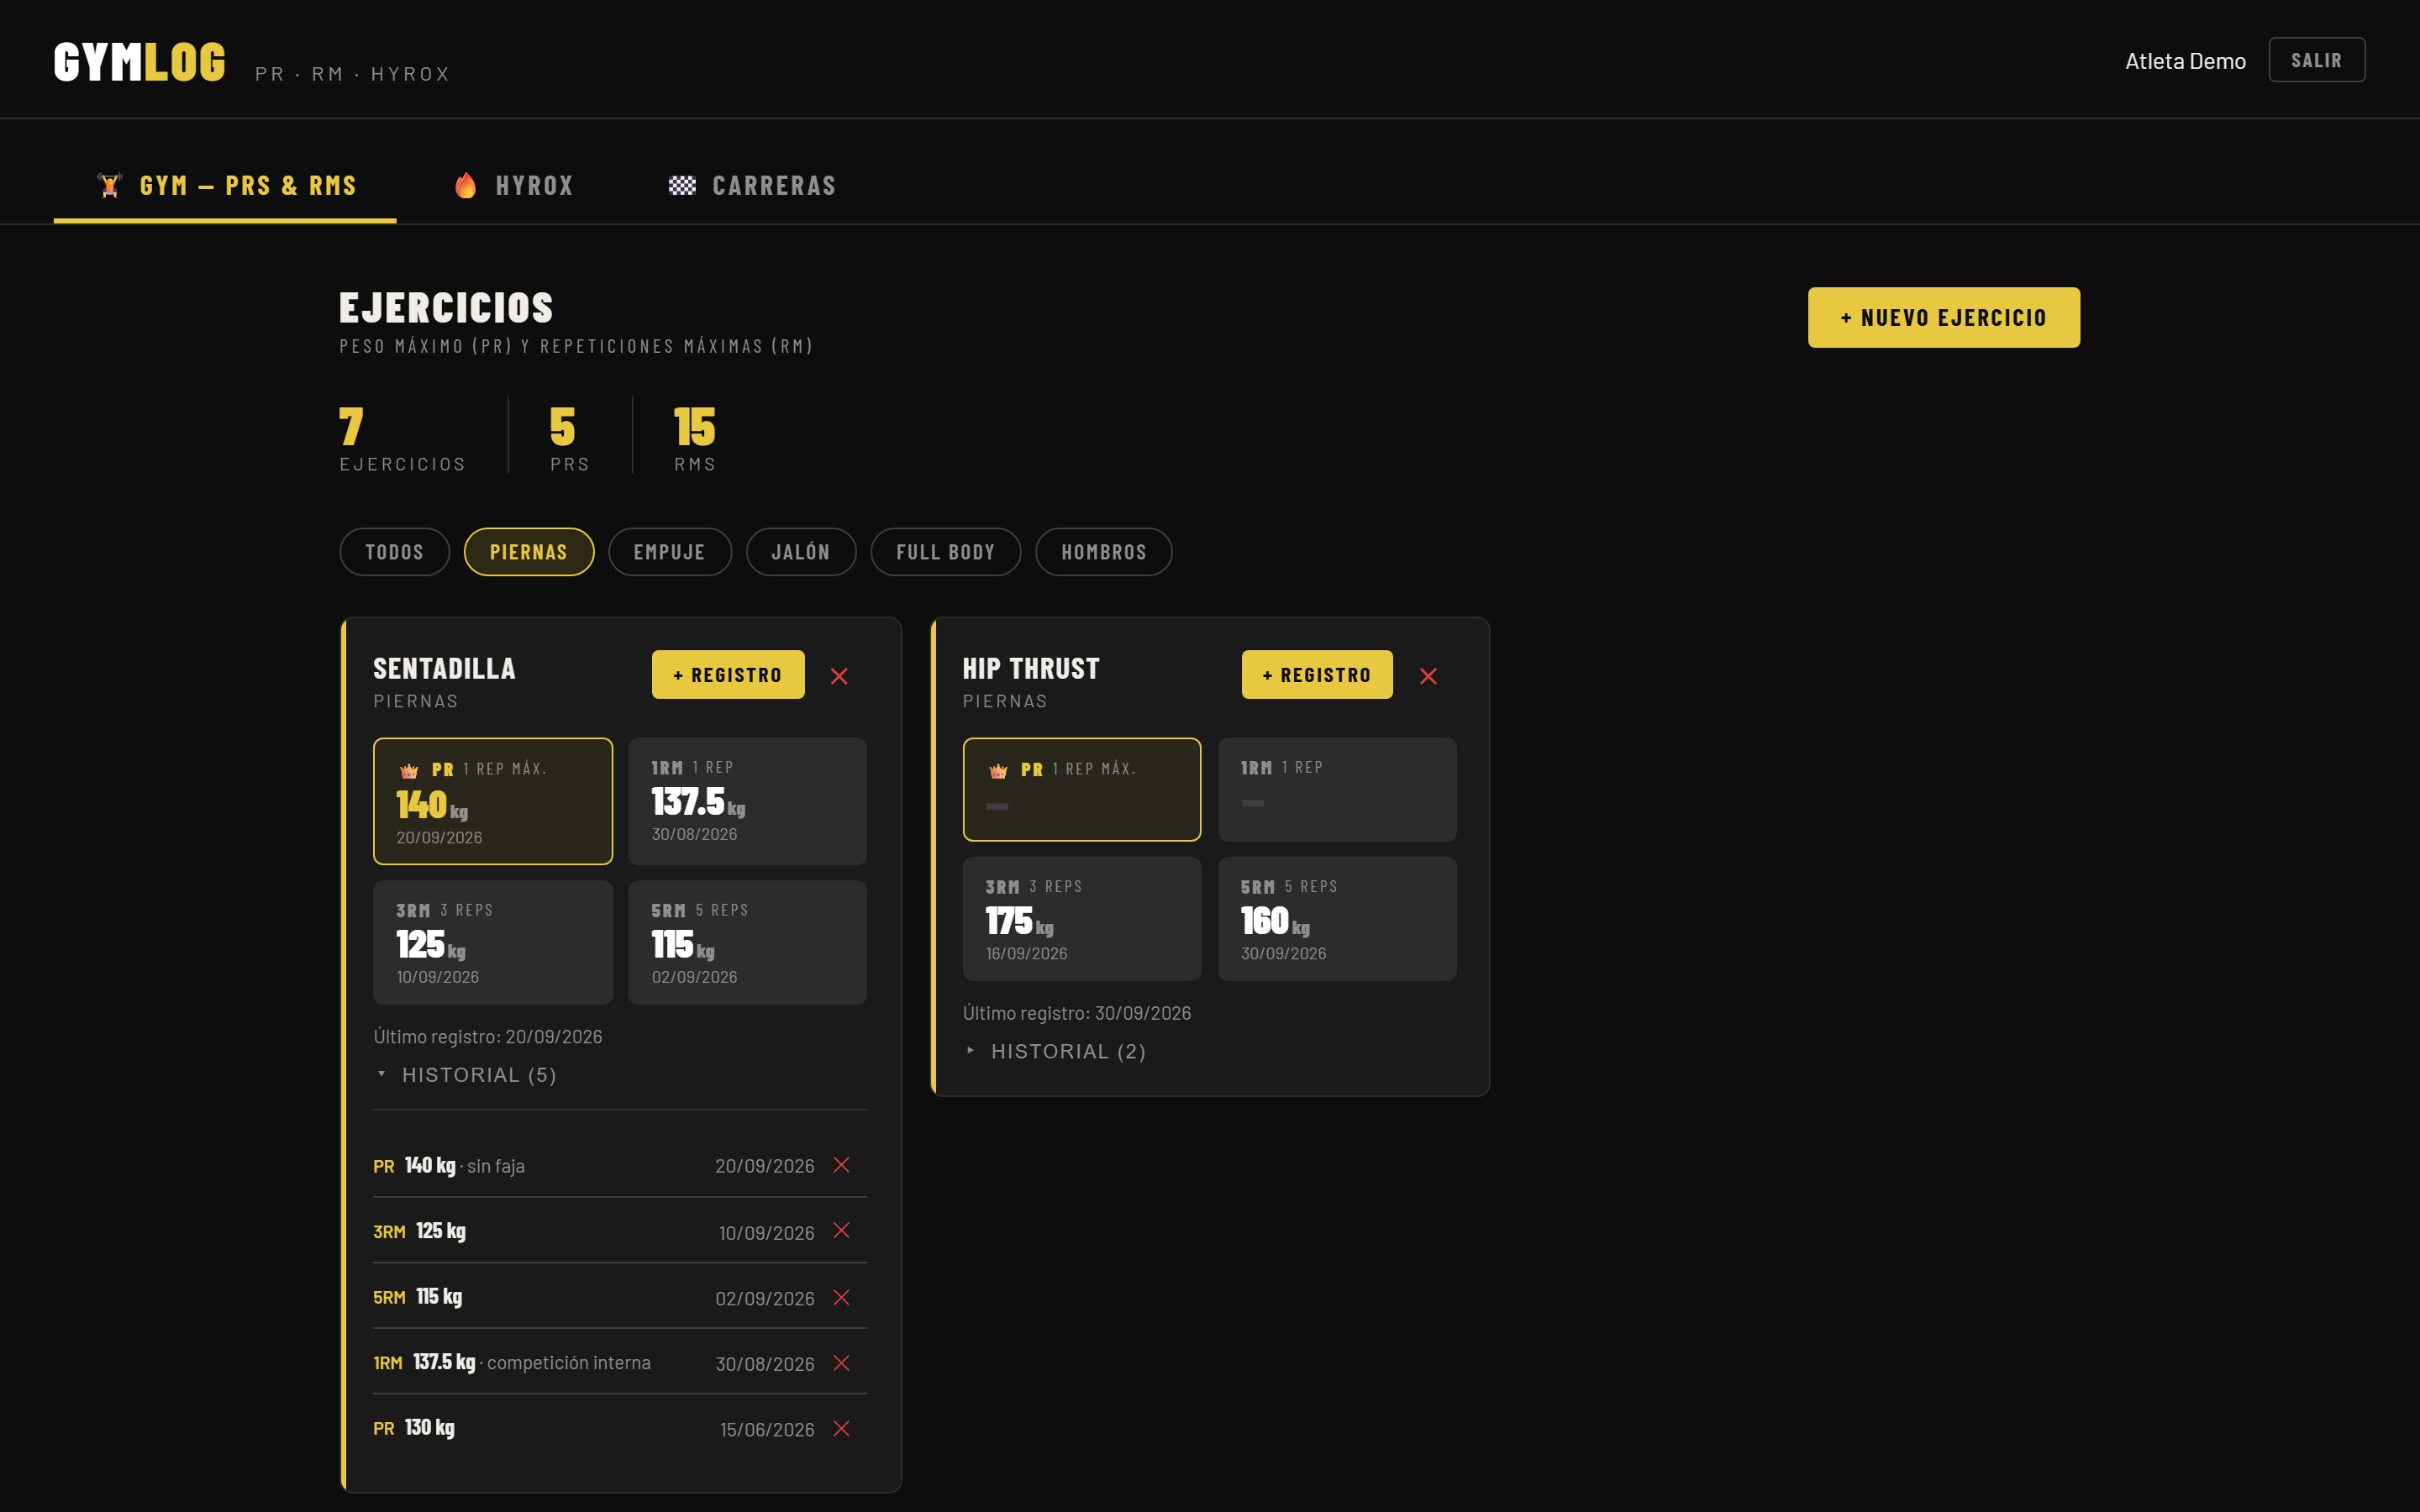 GYMLOG PR · RM · HYROX
Atleta Demo SALIR
GYM — PRS & RMS HYROX CARRERAS
EJERCICIOS
PESO MÁXIMO (PR) Y REPETICIONES MÁXIMAS (RM)
+ NUEVO EJERCICIO
7
EJERCICIOS
5
PRS
15
RMS
TODOS PIERNAS EMPUJE JALÓN FULL BODY HOMBROS
SENTADILLA
PIERNAS
+ REGISTRO
PR 1 REP MÁX.
140 kg
20/09/2026
1RM 1 REP
137.5 kg
30/08/2026
3RM 3 REPS
125 kg
10/09/2026
5RM 5 REPS
115 kg
02/09/2026
Último registro: 20/09/2026
HISTORIAL (5)
PR 140 kg · sin faja 20/09/2026
3RM 125 kg 10/09/2026
5RM 115 kg 02/09/2026
1RM 137.5 kg · competición interna 30/08/2026
PR 130 kg 15/06/2026
HIP THRUST
PIERNAS
+ REGISTRO
PR 1 REP MÁX.
—
1RM 1 REP
—
3RM 3 REPS
175 kg
16/09/2026
5RM 5 REPS
160 kg
30/09/2026
Último registro: 30/09/2026
HISTORIAL (2)